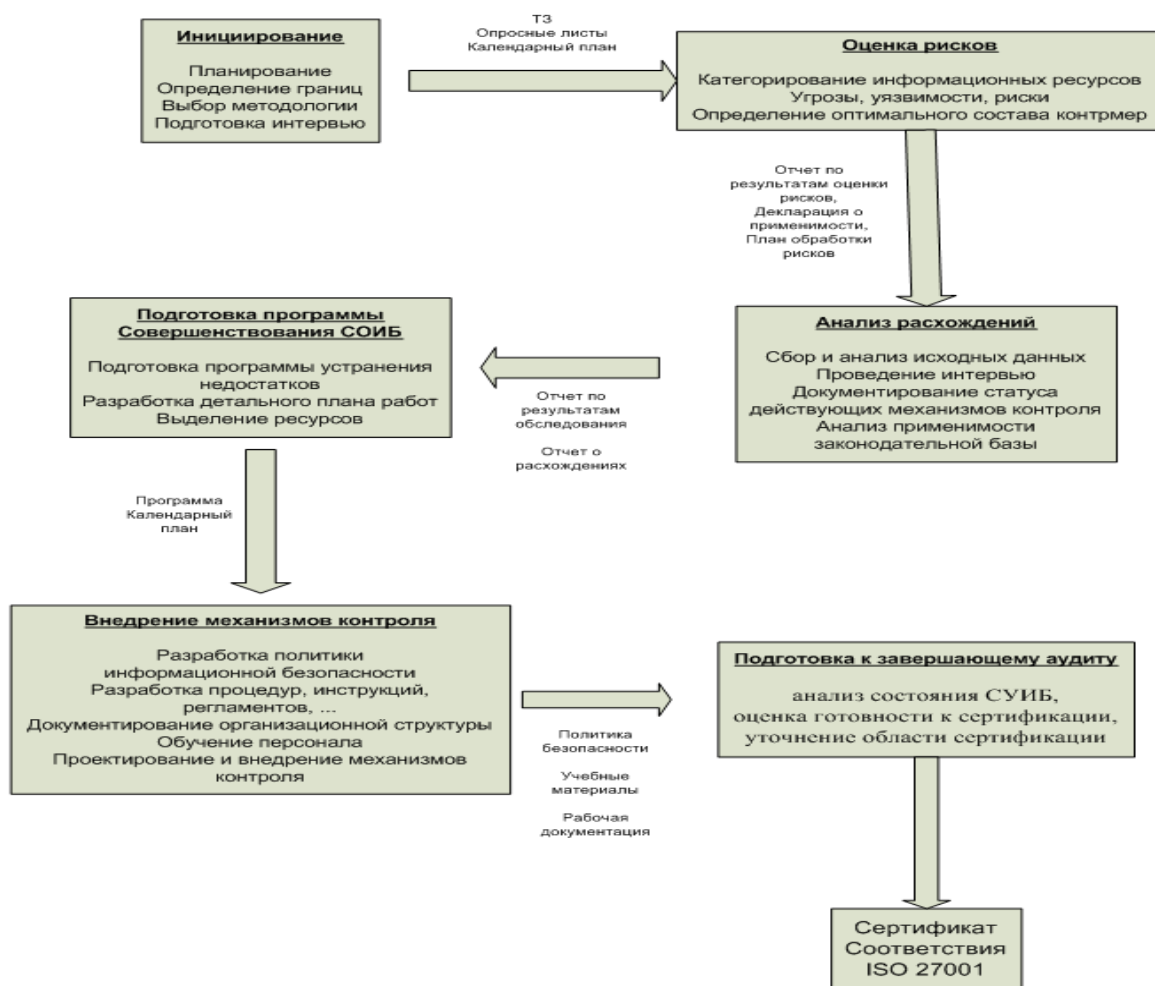 Инициирование
Планирование
Определение границ
Выбор методологии
Подготовка интервью
ТЗ
Опросные листы
Календарный план
Оценка рисков
Категорирование информационных ресурсов
Угрозы, уязвимости, риски
Определение оптимального состава контрмер
Отчет по
результатам оценки
рисков,
Декларация о
применимости,
План обработки
рисков
Анализ расхождений
Сбор и анализ исходных данных
Проведение интервью
Документирование статуса
действующих механизмов контроля
Анализ применимости
законодательной базы
Отчет по
результатам
обследования
Отчет о
расхождениях
Подготовка программы
Совершенствования СОИБ
Подготовка программы устранения
недостатков
Разработка детального плана работ
Выделение ресурсов
Программа
Календарный
план
Внедрение механизмов контроля
Разработка политики
информационной безопасности
Разработка процедур, инструкций,
регламентов, ...
Документирование организационной структуры
Обучение персонала
Проектирование и внедрение механизмов
контроля
Политика
безопасности
Учебные
материалы
Рабочая
документация
Подготовка к завершающему аудиту
анализ состояния СУИБ,
оценка готовности к сертификации,
уточнение области сертификации
Сертификат
Соответствия
ISO 27001